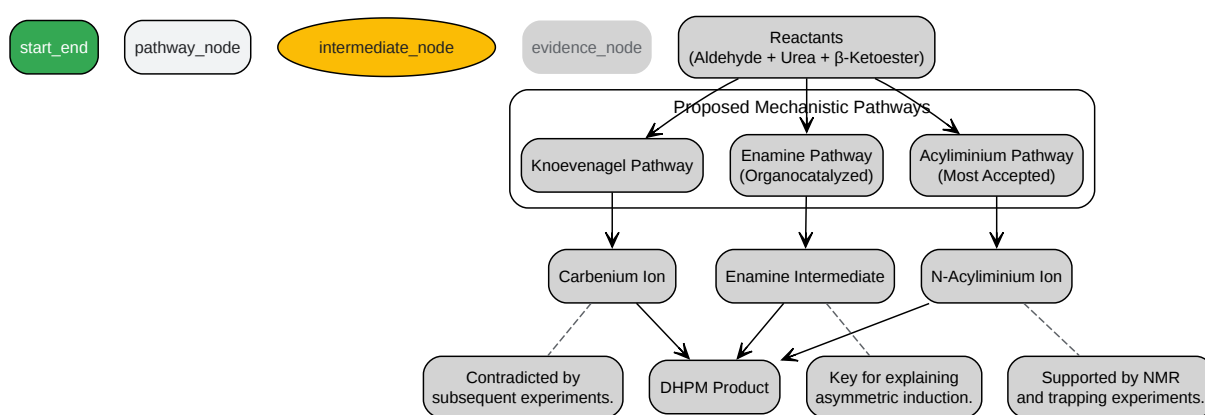 start_end
pathway_node
intermediate_node
evidence_node
Reactants
(Aldehyde + Urea + β-Ketoester)
Proposed Mechanistic Pathways
Knoevenagel Pathway
Enamine Pathway
(Organocatalyzed)
Acyliminium Pathway
(Most Accepted)
Carbenium Ion
Enamine Intermediate
N-Acyliminium Ion
Contradicted by
subsequent experiments.
DHPM Product
Key for explaining
asymmetric induction.
Supported by NMR
and trapping experiments.